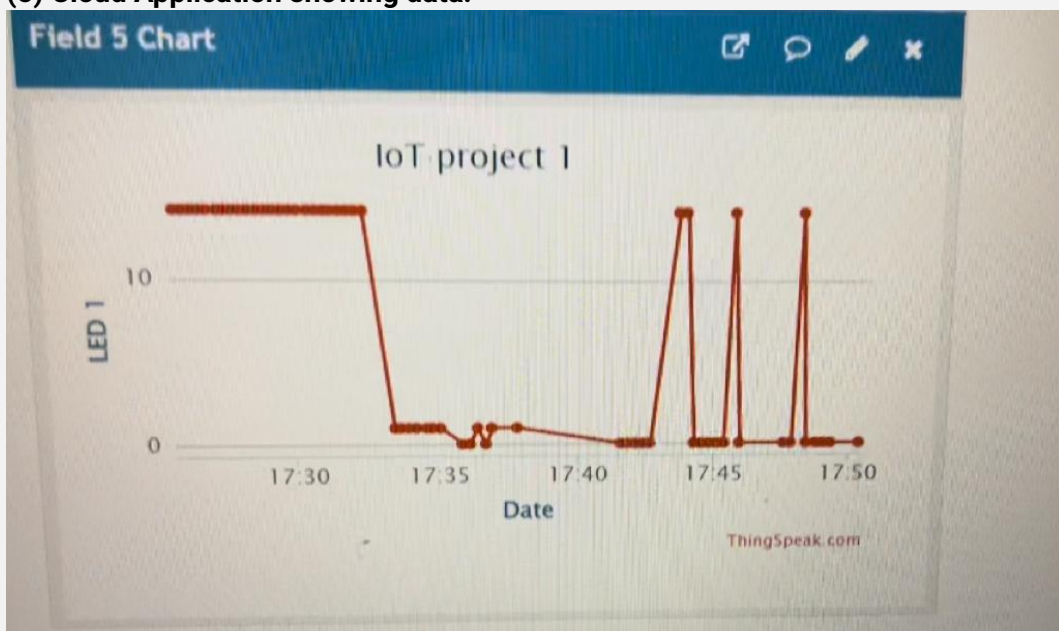 (c) Cloud Application showing data.
Field 5 Chart
IoT project 1
10
LED 1
0
17:30 17:35 17:40 17:45 17:50
Date
ThingSpeak.com